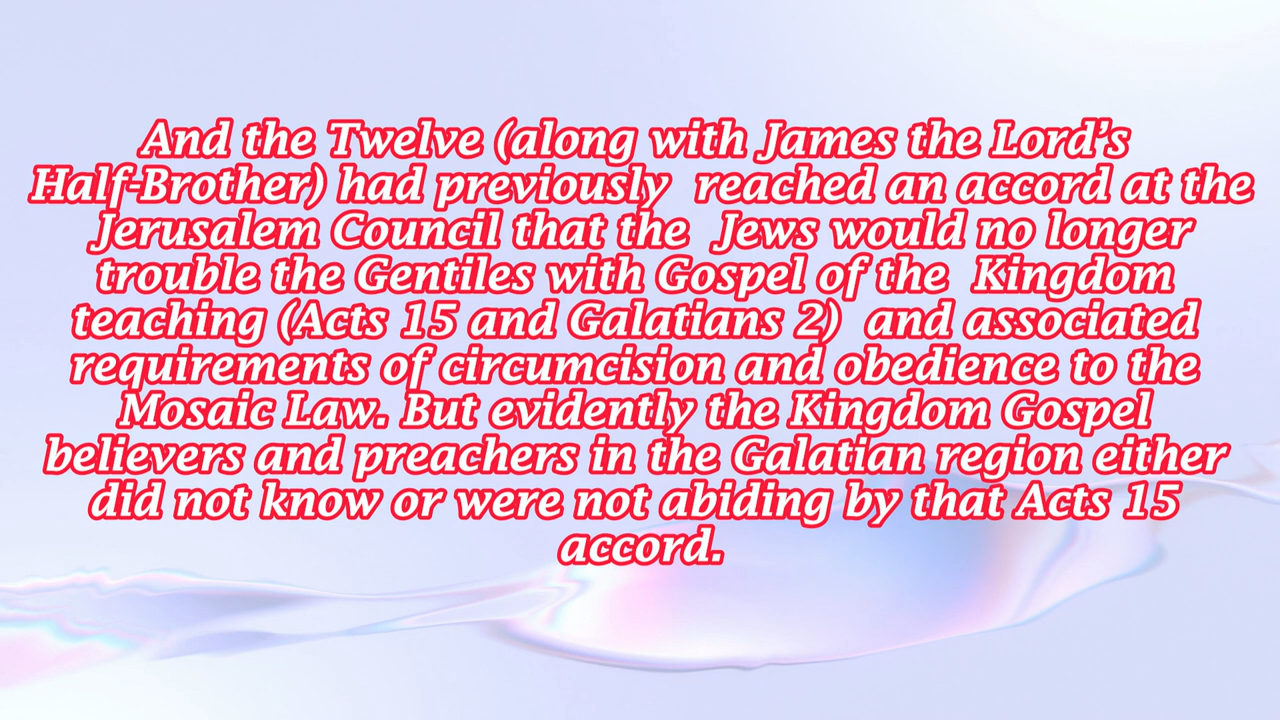 And the Twelve (along with James the Lord’s
Half-Brother) had previously  reached an accord at the
Jerusalem Council that the  Jews would no longer
trouble the Gentiles with Gospel of the  Kingdom
teaching (Acts 15 and Galatians 2)  and associated
requirements of circumcision and obedience to the
Mosaic Law. But evidently the Kingdom Gospel
believers and preachers in the Galatian region either
did not know or were not abiding by that Acts 15
accord.